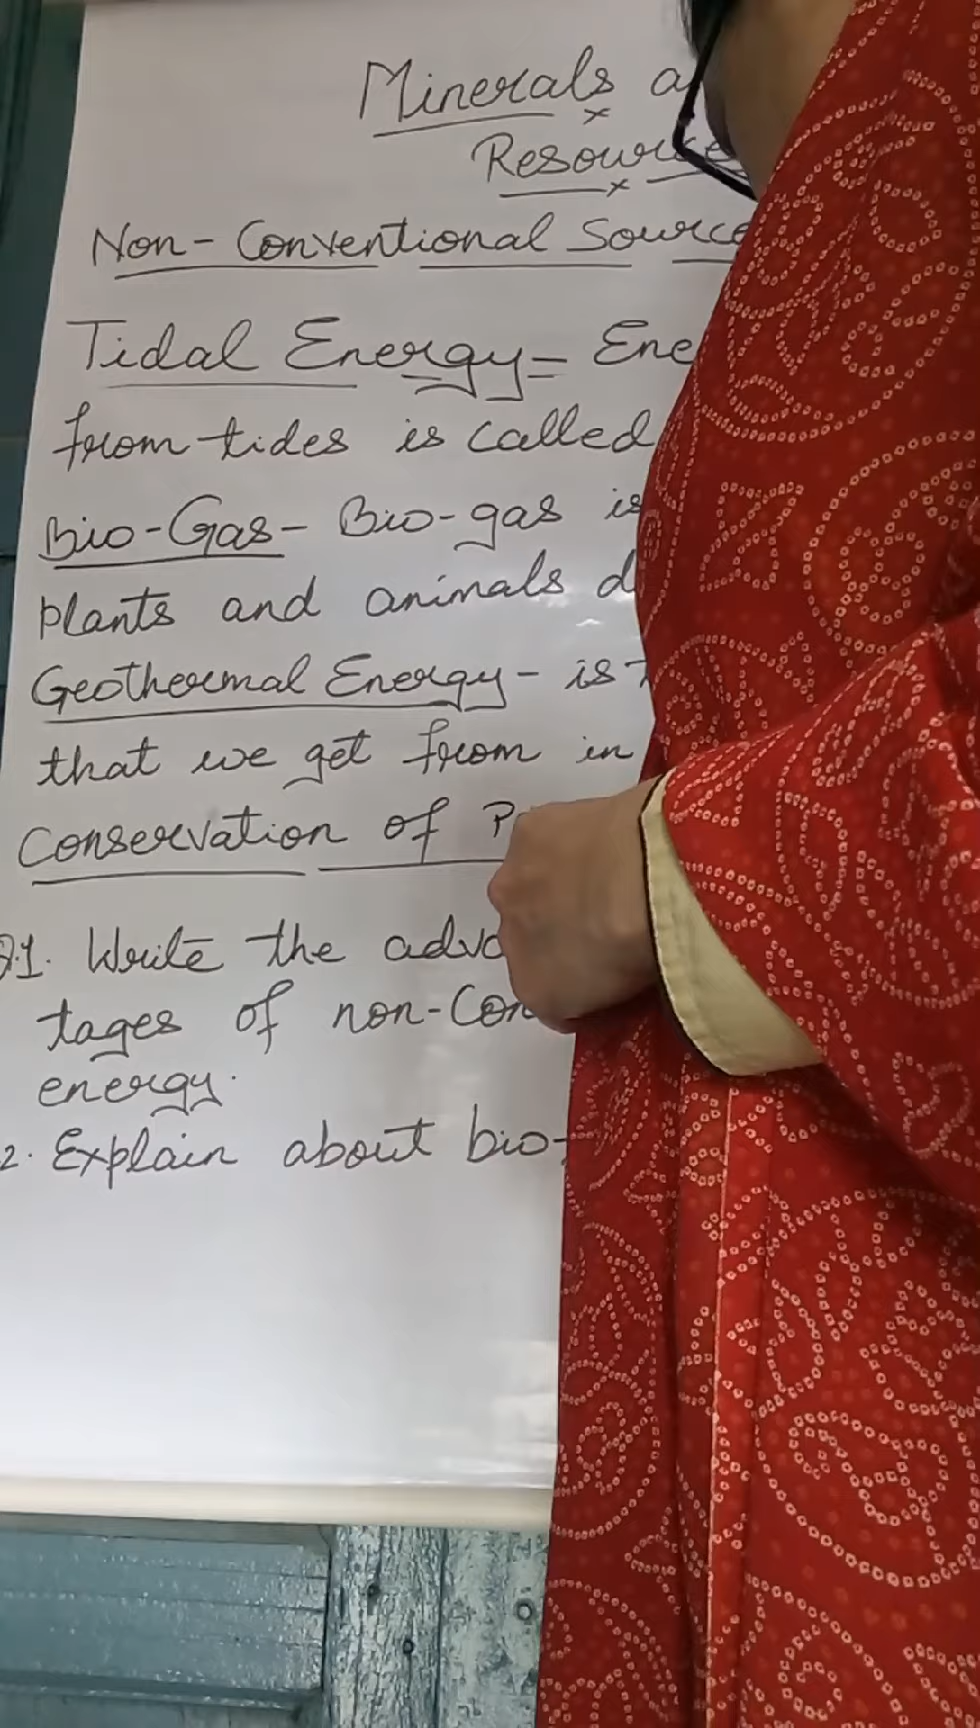 Minerals
Resource
Non-Conventional Source
Tidal Energy= Ene
from tides is called
Bio-Gas- Bio-gas is
plants and animals d
Geothermal Energy- is
that we get from in
Conservation of P
Q.1. Write the adva
tages of non-Con
energy.
2. Explain about bio-